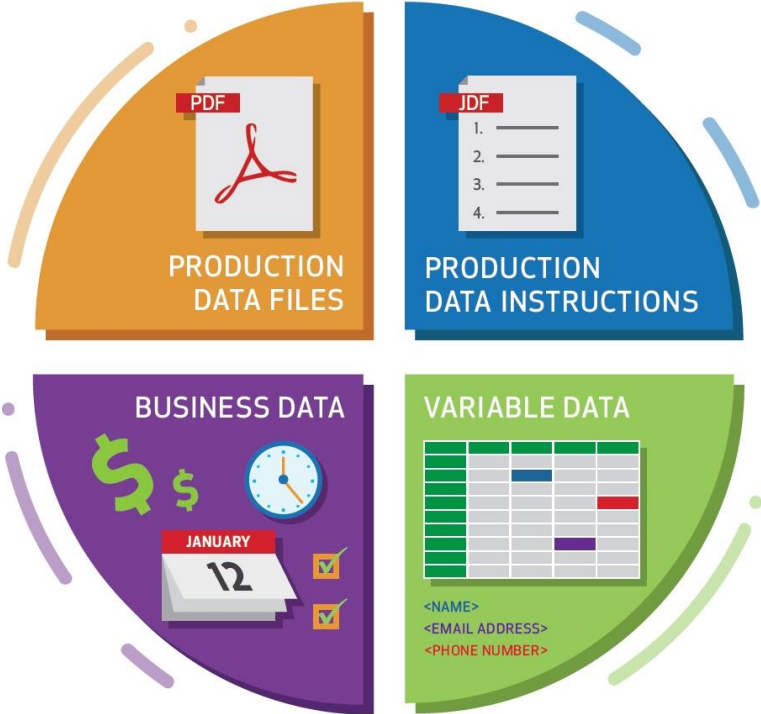 PDF
PRODUCTION
DATA FILES
JDF
1.
2.
3.
4.
PRODUCTION
DATA INSTRUCTIONS
BUSINESS DATA
JANUARY
12
VARIABLE DATA
<NAME>
<EMAIL ADDRESS>
<PHONE NUMBER>